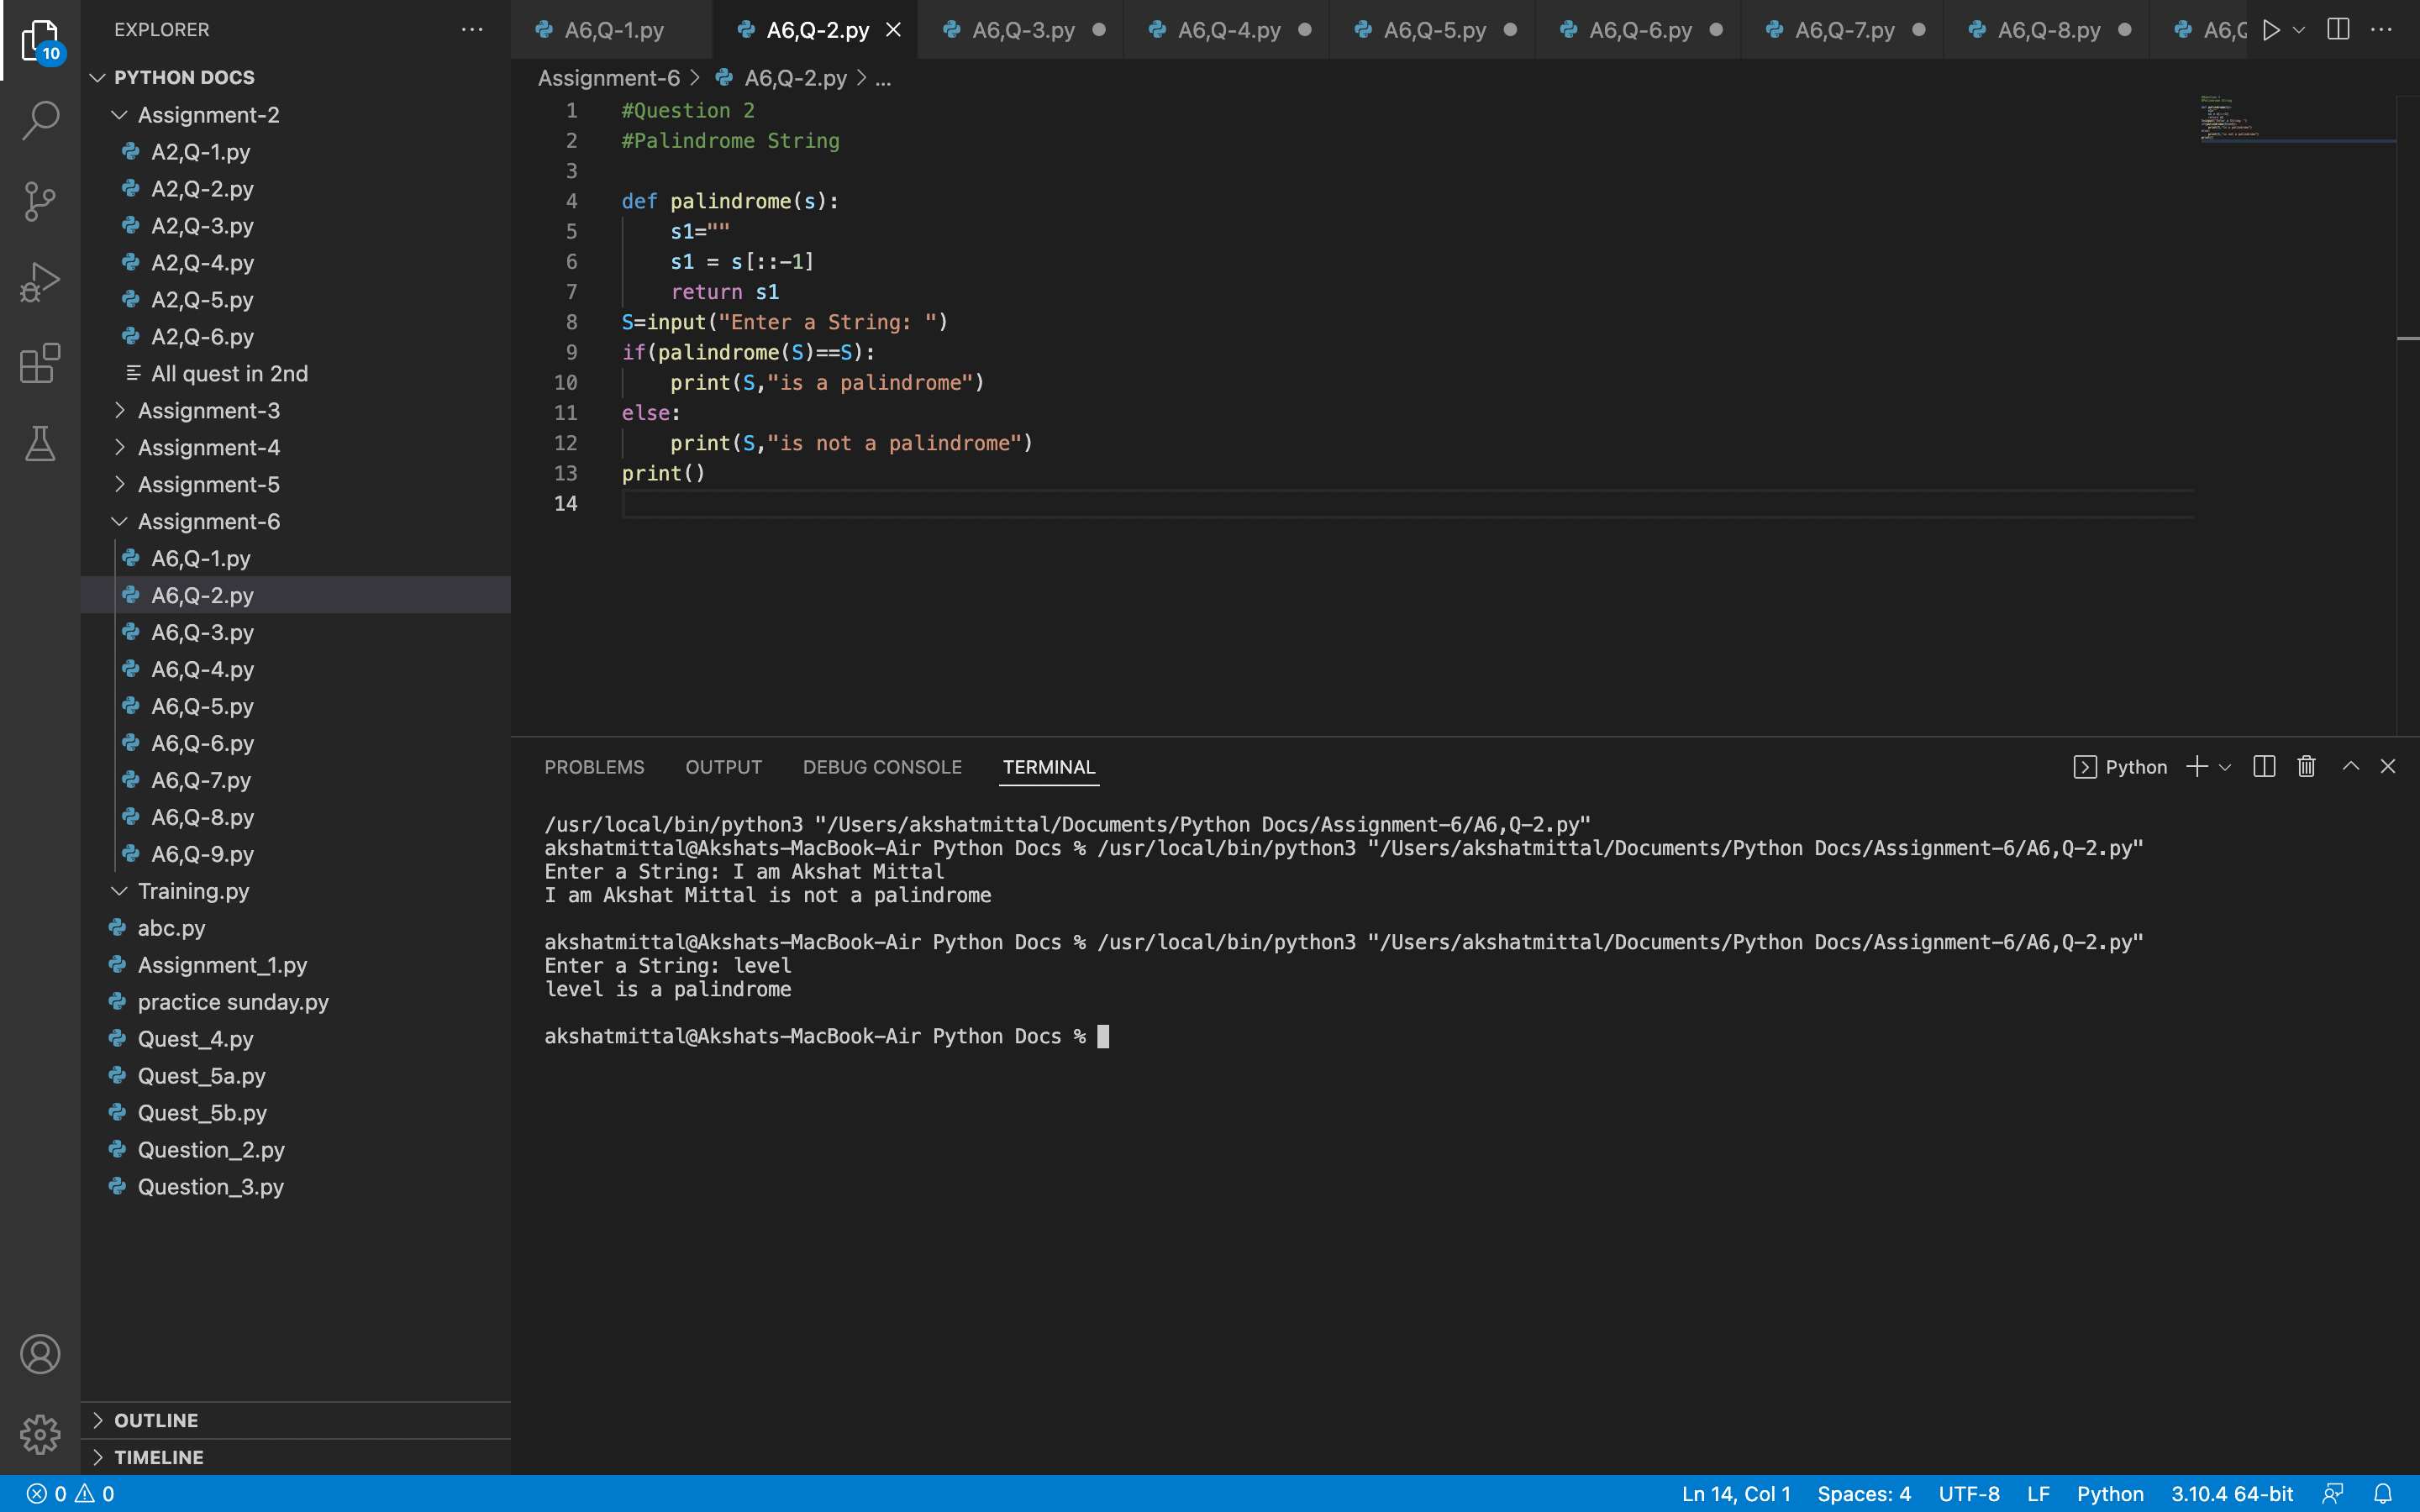 EXPLORER
10
PYTHON DOCS
Assignment-2
A2,Q-1.py
A2,Q-2.py
A2,Q-3.py
A2,Q-4.py
A2,Q-5.py
A2,Q-6.py
All quest in 2nd
Assignment-3
Assignment-4
Assignment-5
Assignment-6
A6,Q-1.py
A6,Q-2.py
A6,Q-3.py
A6,Q-4.py
A6,Q-5.py
A6,Q-6.py
A6,Q-7.py
A6,Q-8.py
A6,Q-9.py
Training.py
abc.py
Assignment_1.py
practice sunday.py
Quest_4.py
Quest_5a.py
Quest_5b.py
Question_2.py
Question_3.py
OUTLINE
TIMELINE
A6,Q-1.py A6,Q-2.py A6,Q-3.py A6,Q-4.py A6,Q-5.py A6,Q-6.py A6,Q-7.py A6,Q-8.py A6,Q
Assignment-6 > A6,Q-2.py > ...
1 #Question 2
2 #Palindrome String
3
4 def palindrome(s):
5 s1=""
6 s1 = s[::-1]
7 return s1
8 S=input("Enter a String: ")
9 if(palindrome(S)==S):
10 print(S,"is a palindrome")
11 else:
12 print(S,"is not a palindrome")
13 print()
14
PROBLEMS OUTPUT DEBUG CONSOLE TERMINAL Python
/usr/local/bin/python3 "/Users/akshatmittal/Documents/Python Docs/Assignment-6/A6,Q-2.py"
akshatmittal@Akshats-MacBook-Air Python Docs % /usr/local/bin/python3 "/Users/akshatmittal/Documents/Python Docs/Assignment-6/A6,Q-2.py"
Enter a String: I am Akshat Mittal
I am Akshat Mittal is not a palindrome
akshatmittal@Akshats-MacBook-Air Python Docs % /usr/local/bin/python3 "/Users/akshatmittal/Documents/Python Docs/Assignment-6/A6,Q-2.py"
Enter a String: level
level is a palindrome
akshatmittal@Akshats-MacBook-Air Python Docs %
0 0 Ln 14, Col 1 Spaces: 4 UTF-8 LF Python 3.10.4 64-bit